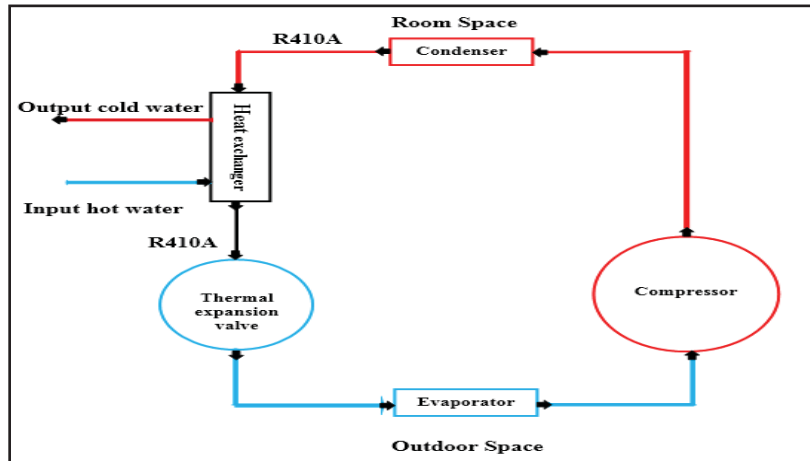 Room Space
R410A
Condenser
Output cold water
Heat exchanger
Input hot water
R410A
Thermal
expansion
valve
Compressor
Evaporator
Outdoor Space